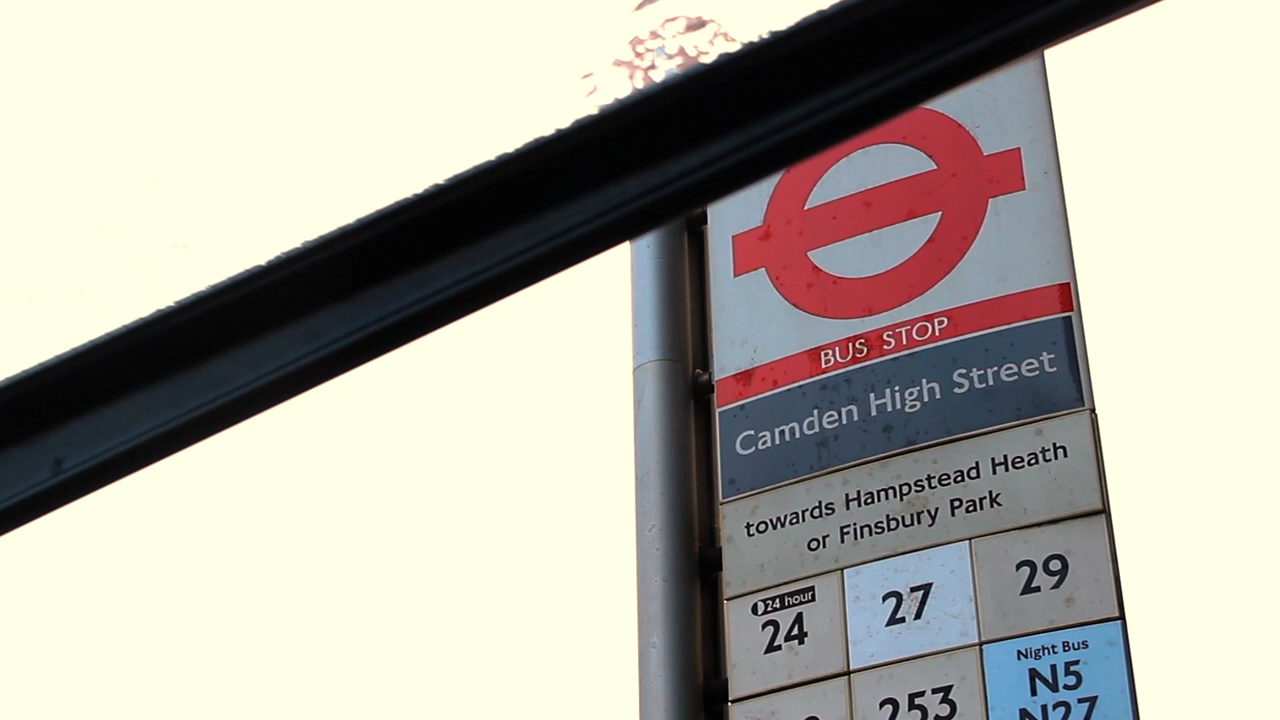 BUS STOP
Camden High Street
towards Hampstead Heath
or Finsbury Park
24 hour
24
27
29
253
Night Bus
N5
N27